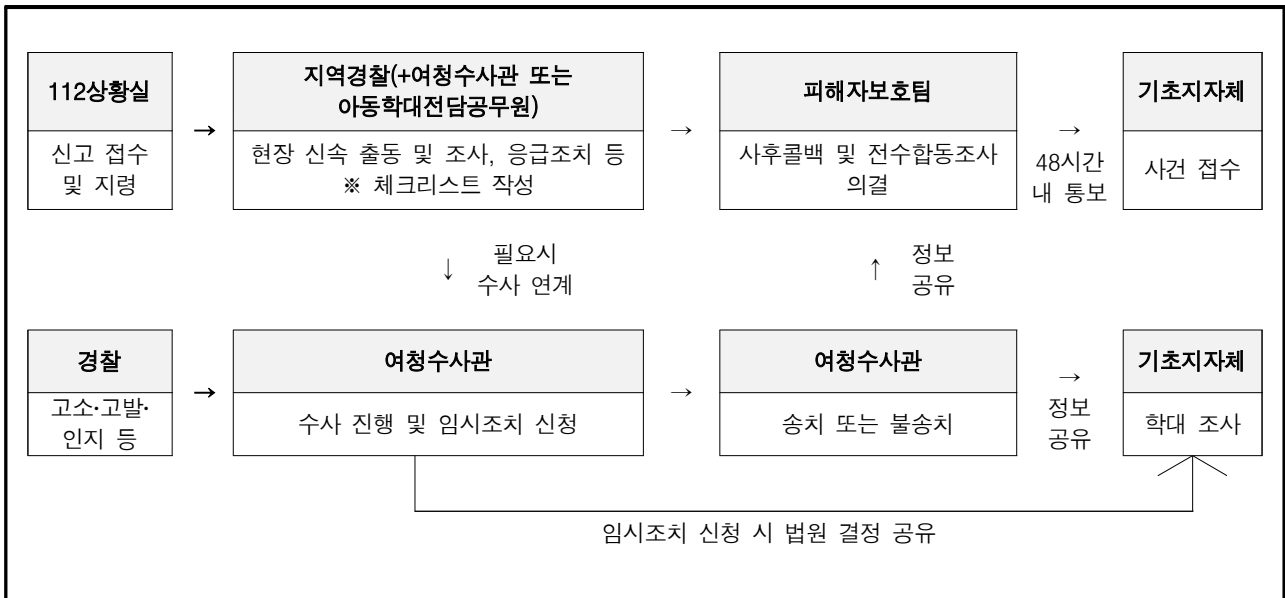 112상황실
→
지역경찰(+여청수사관 또는
아동학대전담공무원)
→
피해자보호팀
→
48시간
내 통보
기초지자체
신고 접수
및 지령
현장 신속 출동 및 조사, 응급조치 등
※ 체크리스트 작성
사후콜백 및 전수합동조사
의결
사건 접수
↓ 필요시
수사 연계
↑ 정보
공유
경찰
→
여청수사관
→
여청수사관
→
정보
공유
기초지자체
고소·고발·
인지 등
수사 진행 및 임시조치 신청
송치 또는 불송치
학대 조사
임시조치 신청 시 법원 결정 공유